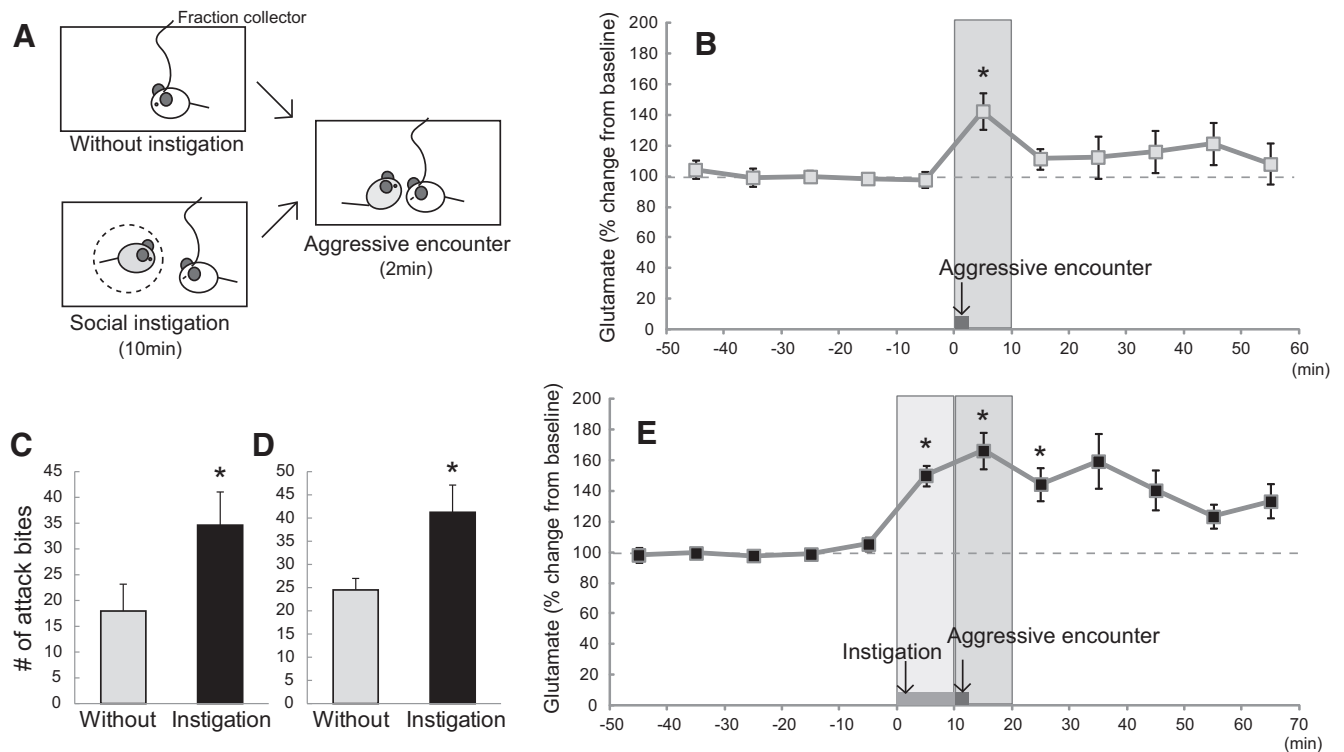 A
Fraction collector
Without instigation
Social instigation
(10min)
Aggressive encounter
(2min)
B
Glutamate (% change from baseline)
200
180
160
140
120
100
80
60
40
20
0
*
Aggressive encounter
-50 -40 -30 -20 -10 0 10 20 30 40 50 60
(min)
C
# of attack bites
45
40
35
30
25
20
15
10
5
0
*
Without Instigation
D
50
45
40
35
30
25
20
15
10
5
0
*
Without Instigation
E
Glutamate (% change from baseline)
200
180
160
140
120
100
80
60
40
20
0
* * *
Instigation
Aggressive encounter
-50 -40 -30 -20 -10 0 10 20 30 40 50 60 70
(min)